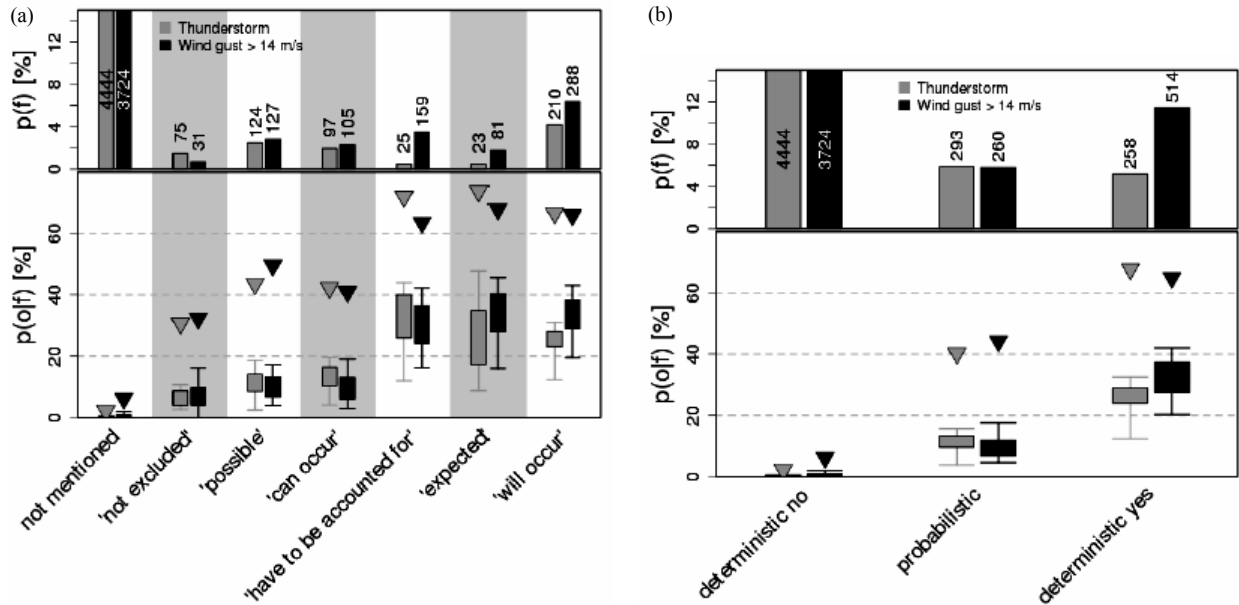 (a)
p(f) [%]
12
8
4
0
Thunderstorm
Wind gust > 14 m/s
4444
3724
75
31
124
127
97
105
25
159
23
81
210
288
p(o|f) [%]
60
40
20
0
not mentioned
'not excluded'
'possible'
'can occur'
'have to be accounted for'
'expected'
'will occur'
(b)
p(f) [%]
12
8
4
0
Thunderstorm
Wind gust > 14 m/s
4444
3724
293
260
258
514
p(o|f) [%]
60
40
20
0
deterministic no
probabilistic
deterministic yes